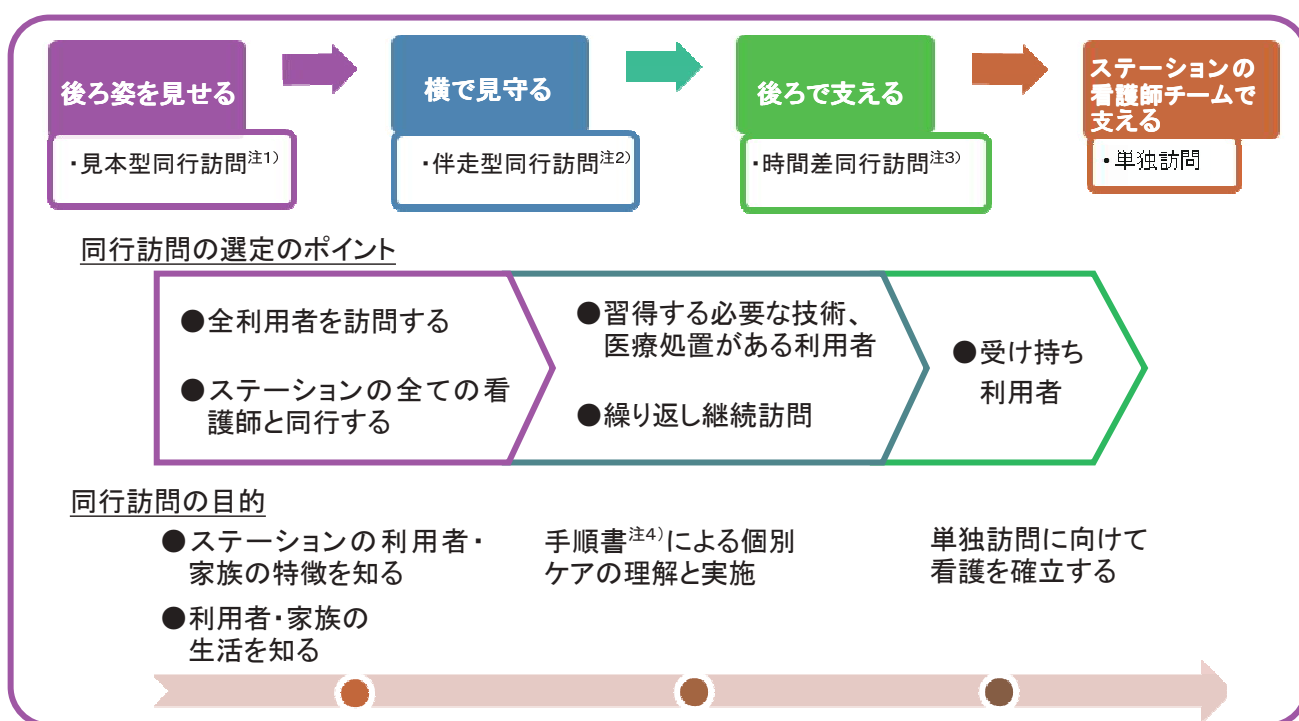 後ろ姿を見せる
・見本型同行訪問注1)
横で見守る
・伴走型同行訪問注2)
後ろで支える
・時間差同行訪問注3)
ステーションの
看護師チームで
支える
・単独訪問
同行訪問の選定のポイント
●全利用者を訪問する
●ステーションの全ての看
護師と同行する
●習得する必要な技術、
医療処置がある利用者
●繰り返し継続訪問
●受け持ち
利用者
同行訪問の目的
●ステーションの利用者・
家族の特徴を知る
●利用者・家族の
生活を知る
手順書注4)による個別
ケアの理解と実施
単独訪問に向けて
看護を確立する